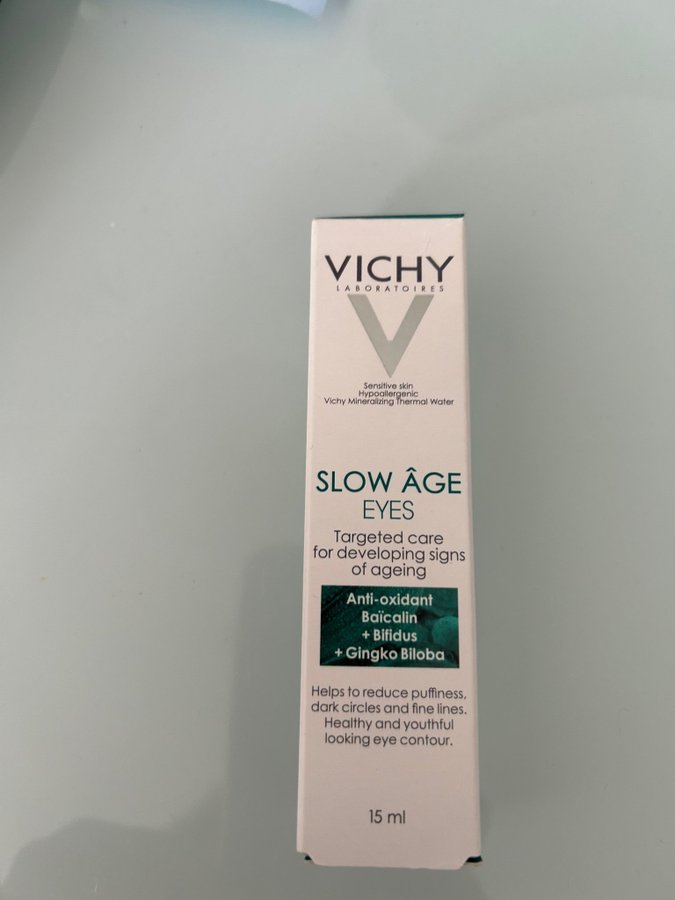 VICHY
LABORATOIRES
V
Sensitive skin
Hypoallergenic
Vichy Mineralizing Thermal Water
SLOW ÂGE
EYES
Targeted care
for developing signs
of ageing
Anti-oxidant
Baïcalin
+ Bifidus
+ Gingko Biloba
Helps to reduce puffiness,
dark circles and fine lines.
Healthy and youthful
looking eye contour.
15 ml